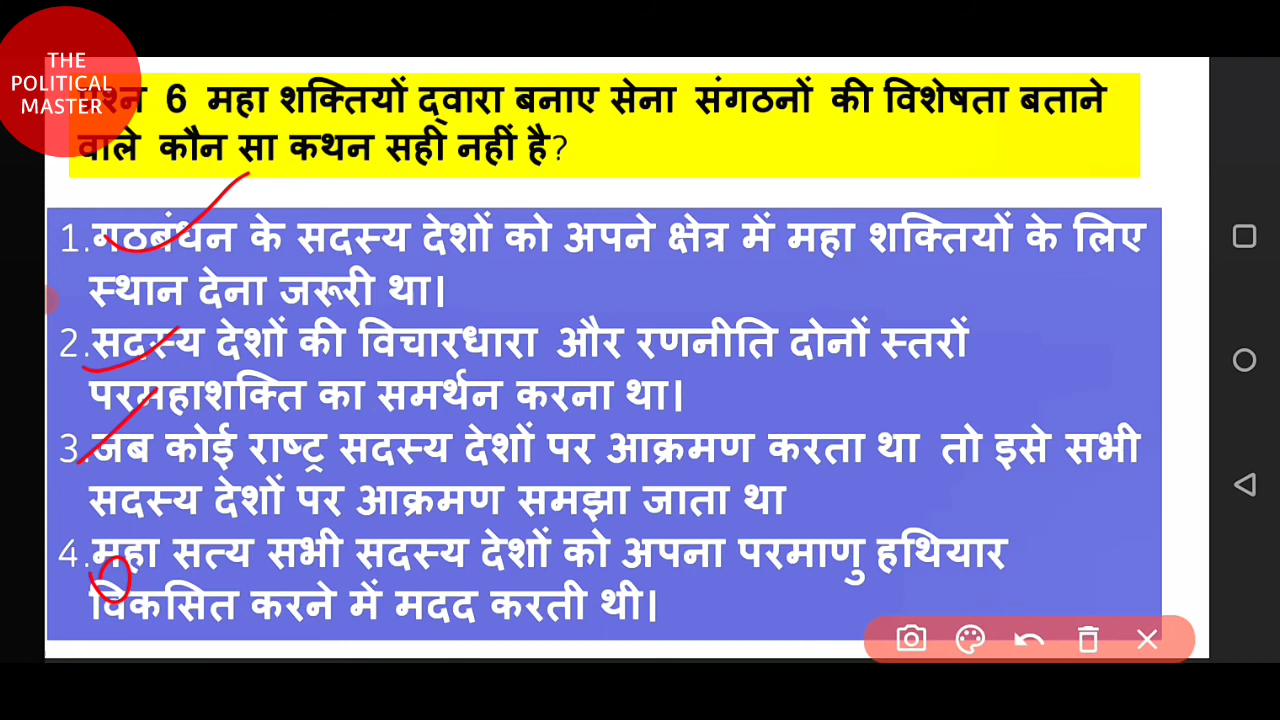 THE
POLITICAL
MASTER
प्रश्न 6 महा शक्तियों द्वारा बनाए सेना संगठनों की विशेषता बताने
वाले कौन सा कथन सही नहीं है?
1.गठबंधन के सदस्य देशों को अपने क्षेत्र में महा शक्तियों के लिए
स्थान देना जरूरी था।
2.सदस्य देशों की विचारधारा और रणनीति दोनों स्तरों
परमहाशक्ति का समर्थन करना था।
3.जब कोई राष्ट्र सदस्य देशों पर आक्रमण करता था तो इसे सभी
सदस्य देशों पर आक्रमण समझा जाता था
4.महा सत्य सभी सदस्य देशों को अपना परमाणु हथियार
विकसित करने में मदद करती थी।